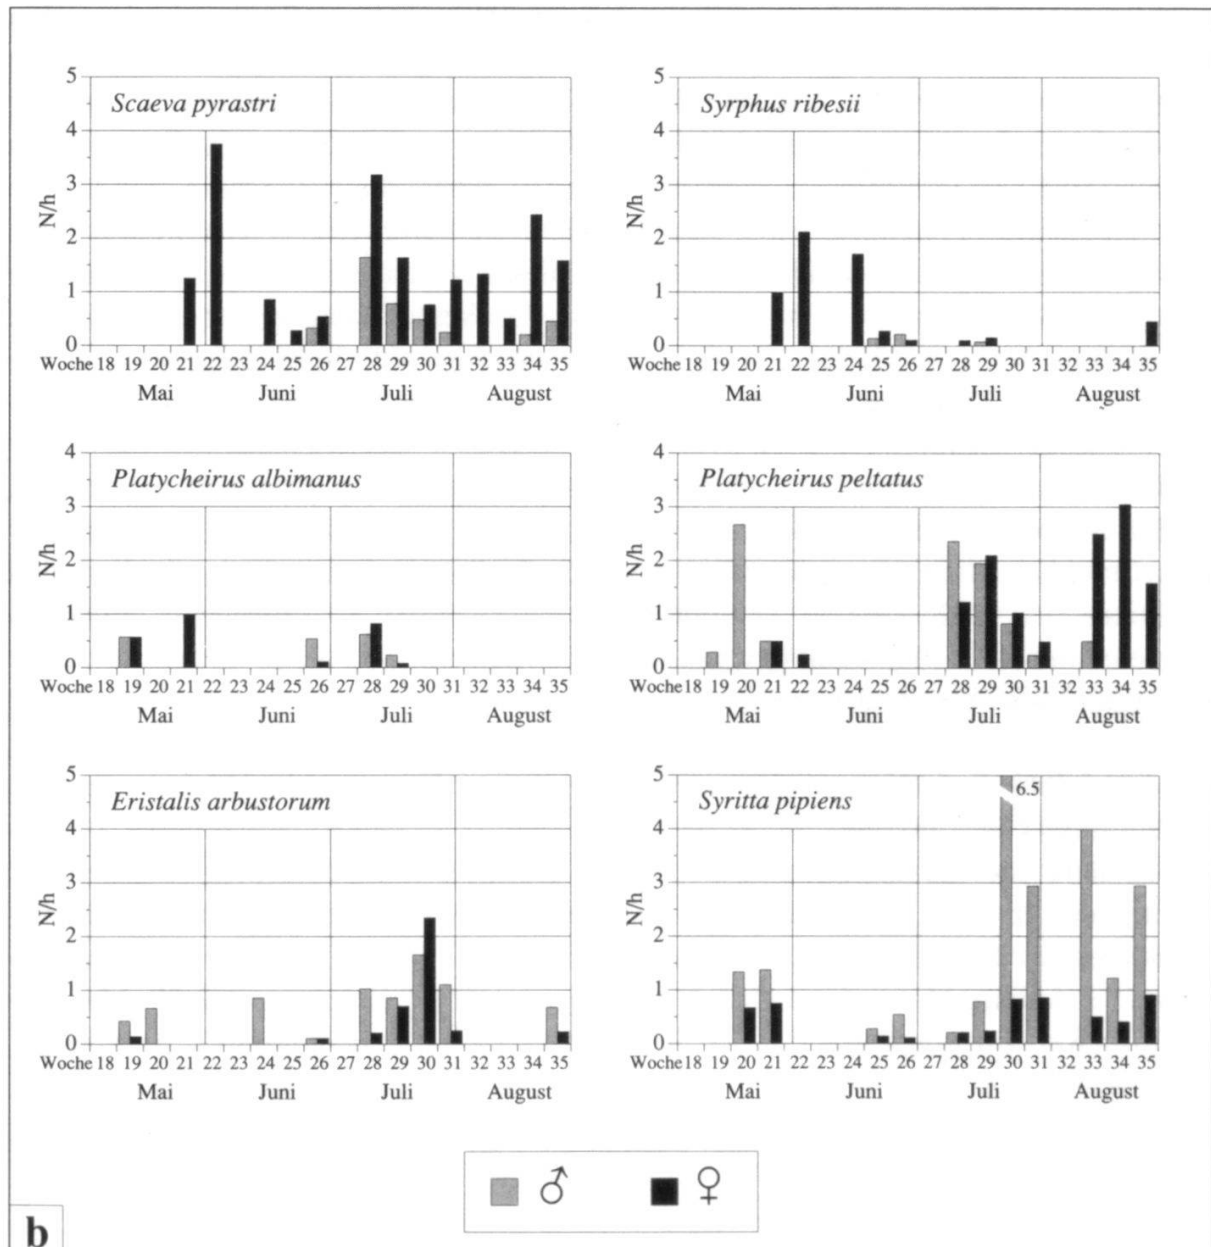 5
Scaeva pyrastri
4
3
N/h
2
1
0
Woche 18 19 20 21 22 23 24 25 26 27 28 29 30 31 32 33 34 35
Mai Juni Juli August
5
Syrphus ribesii
4
3
N/h
2
1
0
Woche 18 19 20 21 22 23 24 25 26 27 28 29 30 31 32 33 34 35
Mai Juni Juli August
4
Platycheirus albimanus
3
N/h
2
1
0
Woche 18 19 20 21 22 23 24 25 26 27 28 29 30 31 32 33 34 35
Mai Juni Juli August
4
Platycheirus peltatus
3
N/h
2
1
0
Woche 18 19 20 21 22 23 24 25 26 27 28 29 30 31 32 33 34 35
Mai Juni Juli August
5
Eristalis arbustorum
4
3
N/h
2
1
0
Woche 18 19 20 21 22 23 24 25 26 27 28 29 30 31 32 33 34 35
Mai Juni Juli August
5
6.5
Syritta pipiens
4
3
N/h
2
1
0
Woche 18 19 20 21 22 23 24 25 26 27 28 29 30 31 32 33 34 35
Mai Juni Juli August
♂ ♀
b